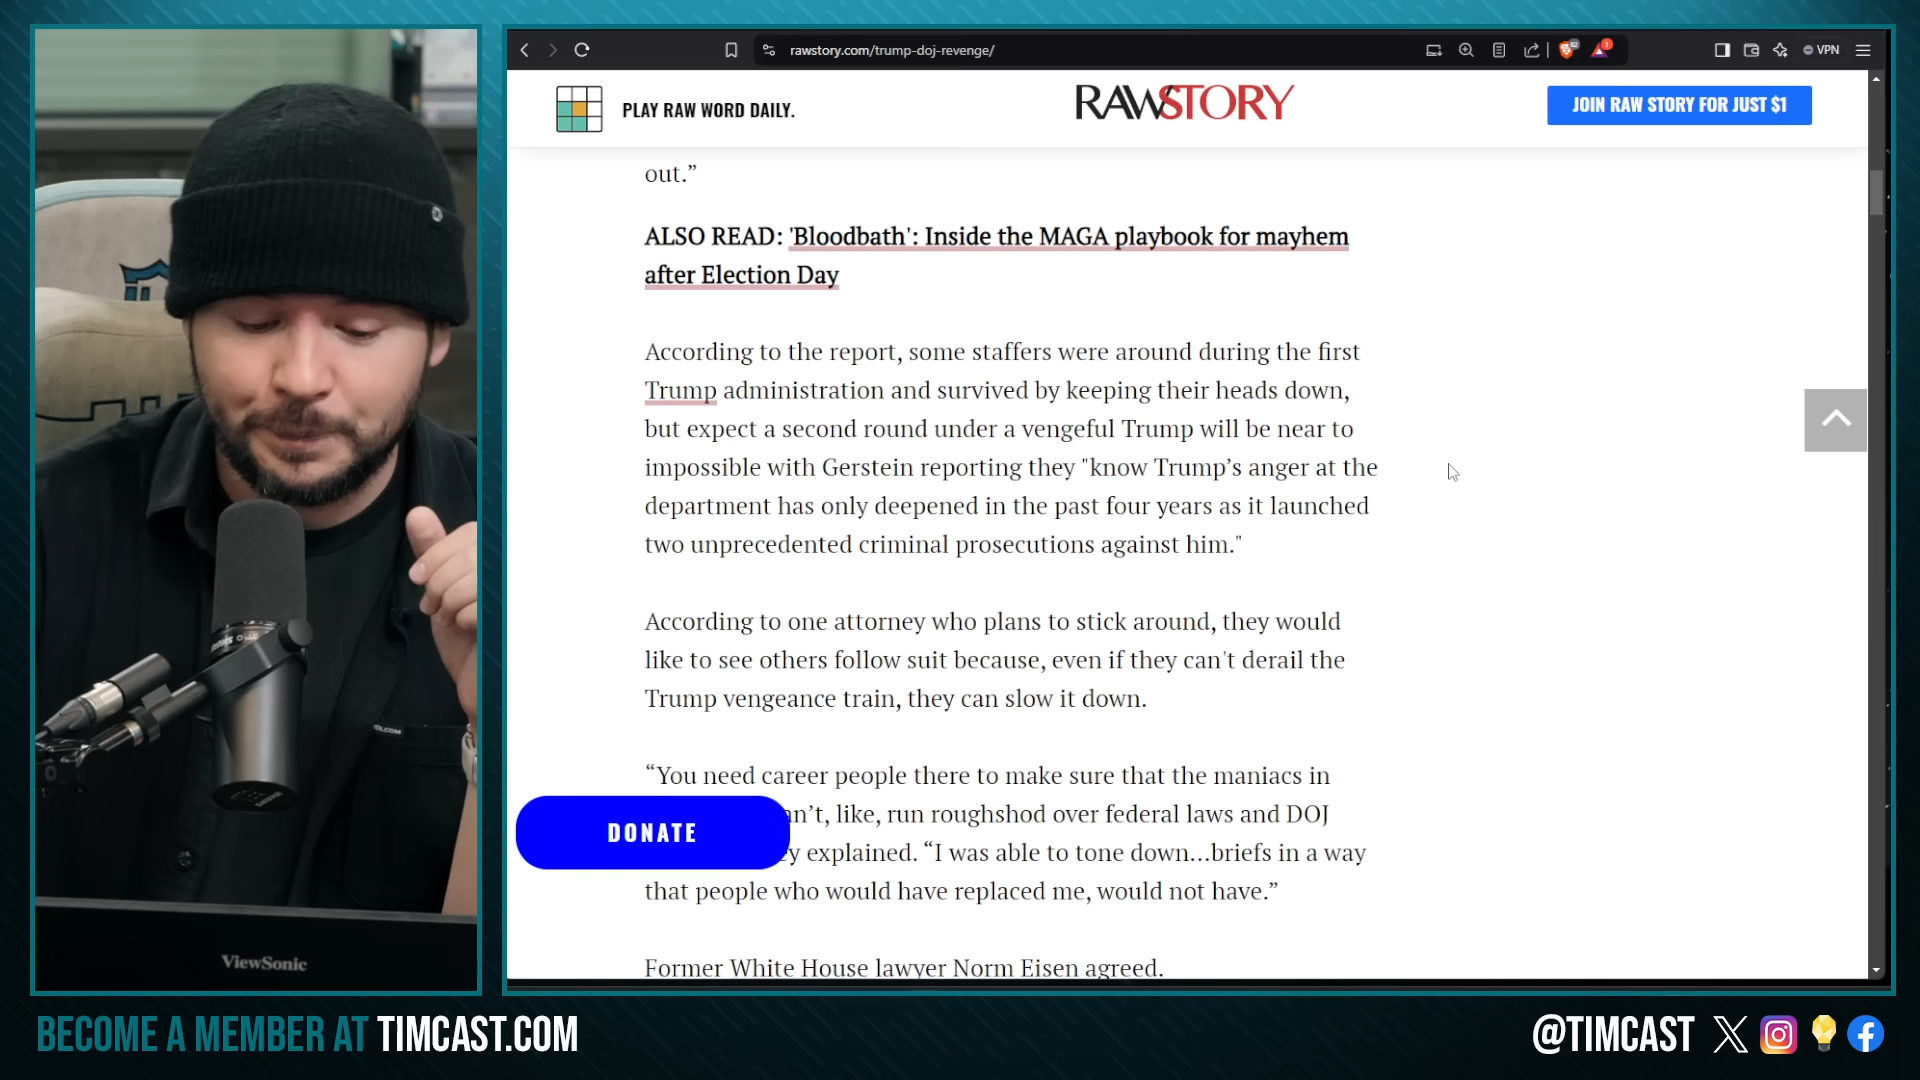 rawstory.com/trump-doj-revenge/
VPN
PLAY RAW WORD DAILY.
RAWSTORY
JOIN RAW STORY FOR JUST $1
out.”
ALSO READ: 'Bloodbath': Inside the MAGA playbook for mayhem
after Election Day
According to the report, some staffers were around during the first
Trump administration and survived by keeping their heads down,
but expect a second round under a vengeful Trump will be near to
impossible with Gerstein reporting they "know Trump’s anger at the
department has only deepened in the past four years as it launched
two unprecedented criminal prosecutions against him."
According to one attorney who plans to stick around, they would
like to see others follow suit because, even if they can't derail the
Trump vengeance train, they can slow it down.
“You need career people there to make sure that the maniacs in
n’t, like, run roughshod over federal laws and DOJ
DONATE
y explained. “I was able to tone down...briefs in a way
that people who would have replaced me, would not have.”
Former White House lawyer Norm Eisen agreed.
ViewSonic
BECOME A MEMBER AT TIMCAST.COM
@TIMCAST